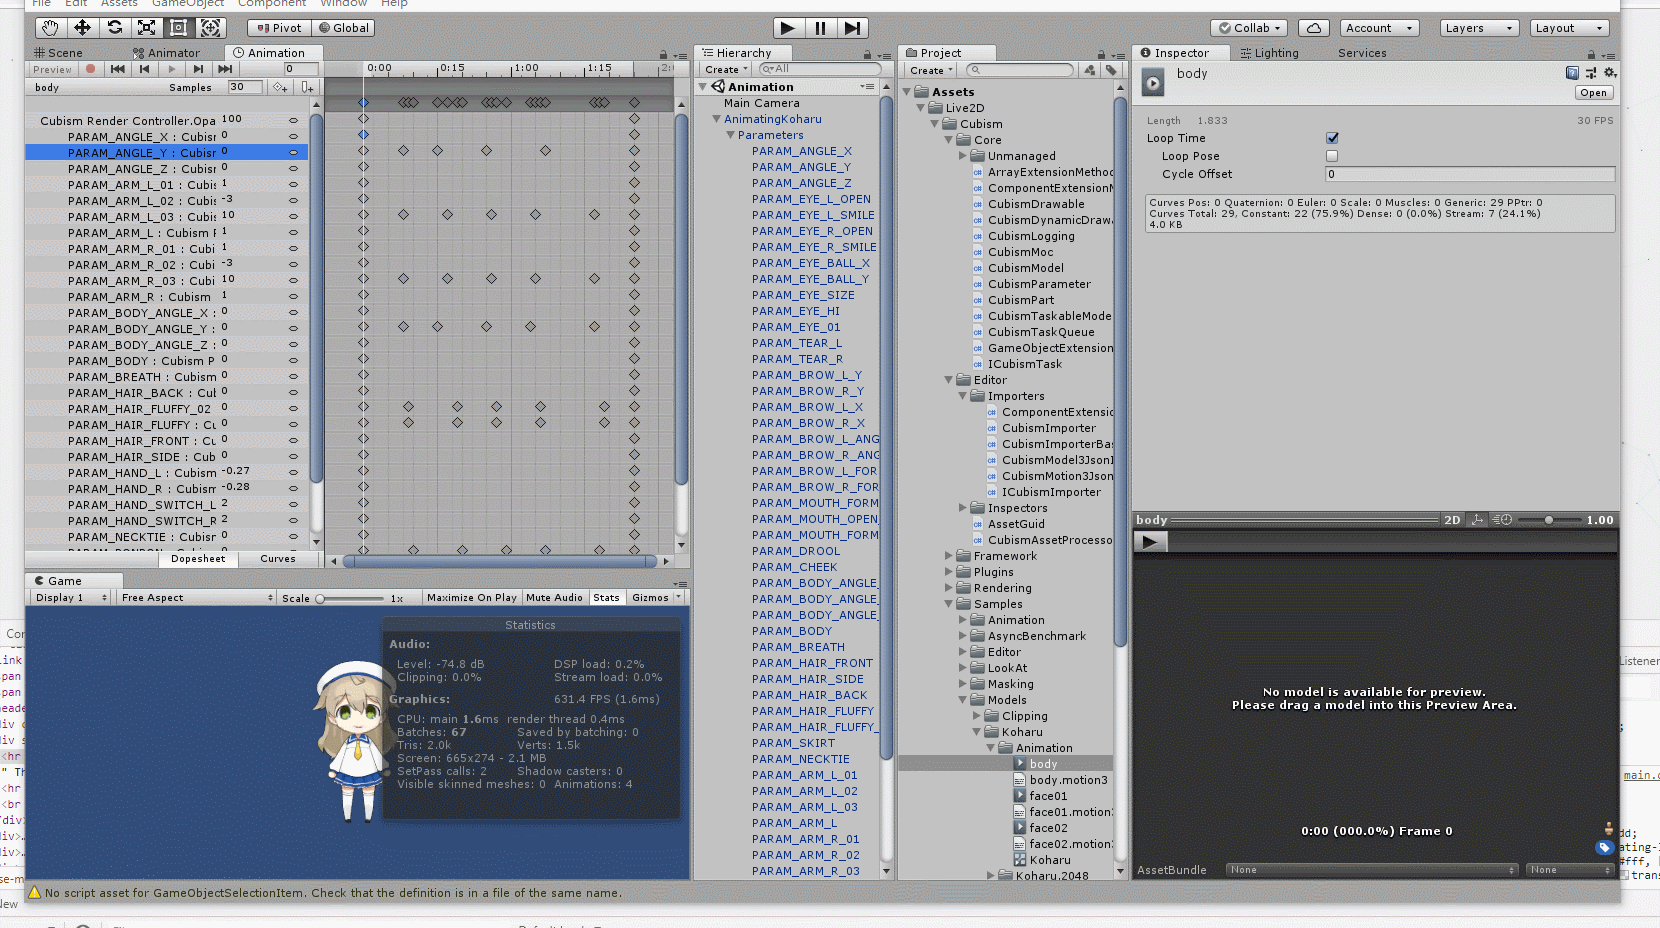 File Edit Assets GameObject Component Window Help
Pivot Global
Collab Account Layers Layout
Scene Animator Animation
Preview 0 0:00 0:15 1:00 1:15
body Samples 30
Cubism Render Controller.Opa 100
PARAM_ANGLE_X : Cubism 0
PARAM_ANGLE_Y : Cubism 0
PARAM_ANGLE_Z : Cubism 0
PARAM_ARM_L_01 : Cubis 1
PARAM_ARM_L_02 : Cubis -3
PARAM_ARM_L_03 : Cubis 10
PARAM_ARM_L : Cubism P 1
PARAM_ARM_R_01 : Cubi 1
PARAM_ARM_R_02 : Cubi -3
PARAM_ARM_R_03 : Cubi 10
PARAM_ARM_R : Cubism 1
PARAM_BODY_ANGLE_X : 0
PARAM_BODY_ANGLE_Y : 0
PARAM_BODY_ANGLE_Z : 0
PARAM_BODY : Cubism P 0
PARAM_BREATH : Cubism 0
PARAM_HAIR_BACK : Cub 0
PARAM_HAIR_FLUFFY_02 0
PARAM_HAIR_FLUFFY : Cu 0
PARAM_HAIR_FRONT : Cu 0
PARAM_HAIR_SIDE : Cub 0
PARAM_HAND_L : Cubism -0.27
PARAM_HAND_R : Cubism -0.28
PARAM_HAND_SWITCH_L 2
PARAM_HAND_SWITCH_R 2
PARAM_NECKTIE : Cubism 0
Dopesheet Curves
Game
Display 1 Free Aspect Scale 1x Maximize On Play Mute Audio Stats Gizmos
Statistics
Audio:
Level: -74.8 dB DSP load: 0.2%
Clipping: 0.0% Stream load: 0.0%
Graphics: 631.4 FPS (1.6ms)
CPU: main 1.6ms render thread 0.4ms
Batches: 67 Saved by batching: 0
Tris: 2.0k Verts: 1.5k
Screen: 665x274 - 2.1 MB
SetPass calls: 2 Shadow casters: 0
Visible skinned meshes: 0 Animations: 4
No script asset for GameObjectSelectionItem. Check that the definition is in a file of the same name.
Hierarchy
Create All
Animation
Main Camera
AnimatingKoharu
Parameters
PARAM_ANGLE_X
PARAM_ANGLE_Y
PARAM_ANGLE_Z
PARAM_EYE_L_OPEN
PARAM_EYE_L_SMILE
PARAM_EYE_R_OPEN
PARAM_EYE_R_SMILE
PARAM_EYE_BALL_X
PARAM_EYE_BALL_Y
PARAM_EYE_SIZE
PARAM_EYE_HI
PARAM_EYE_01
PARAM_TEAR_L
PARAM_TEAR_R
PARAM_BROW_L_Y
PARAM_BROW_R_Y
PARAM_BROW_L_X
PARAM_BROW_R_X
PARAM_BROW_L_ANG
PARAM_BROW_R_ANG
PARAM_BROW_L_FOR
PARAM_BROW_R_FOR
PARAM_MOUTH_FORM
PARAM_MOUTH_OPEN_
PARAM_MOUTH_FORM
PARAM_DROOL
PARAM_CHEEK
PARAM_BODY_ANGLE_
PARAM_BODY_ANGLE_
PARAM_BODY_ANGLE_
PARAM_BODY
PARAM_BREATH
PARAM_HAIR_FRONT
PARAM_HAIR_SIDE
PARAM_HAIR_BACK
PARAM_HAIR_FLUFFY
PARAM_HAIR_FLUFFY_
PARAM_SKIRT
PARAM_NECKTIE
PARAM_ARM_L_01
PARAM_ARM_L_02
PARAM_ARM_L_03
PARAM_ARM_L
PARAM_ARM_R_01
PARAM_ARM_R_02
PARAM_ARM_R_03
Project
Create
Assets
Live2D
Cubism
Core
Unmanaged
ArrayExtensionMethod
ComponentExtensionM
CubismDrawable
CubismDynamicDrawa
CubismLogging
CubismMoc
CubismModel
CubismParameter
CubismPart
CubismTaskableMode
CubismTaskQueue
GameObjectExtension
ICubismTask
Editor
Importers
ComponentExtensio
CubismImporter
CubismImporterBas
CubismModel3JsonI
CubismMotion3Json
ICubismImporter
Inspectors
AssetGuid
CubismAssetProcesso
Framework
Plugins
Rendering
Samples
Animation
AsyncBenchmark
Editor
LookAt
Masking
Models
Clipping
Koharu
Animation
body
body.motion3
face01
face01.motion3
face02
face02.motion3
Koharu
Koharu.2048
Inspector Lighting Services
body
Open
Length 1.833 30 FPS
Loop Time
Loop Pose
Cycle Offset 0
Curves Pos: 0 Quaternion: 0 Euler: 0 Scale: 0 Muscles: 0 Generic: 29 PPtr: 0
Curves Total: 29, Constant: 22 (75.9%) Dense: 0 (0.0%) Stream: 7 (24.1%)
4.0 KB
body 2D 1.00
No model is available for preview.
Please drag a model into this Preview Area.
0:00 (000.0%) Frame 0
AssetBundle None None